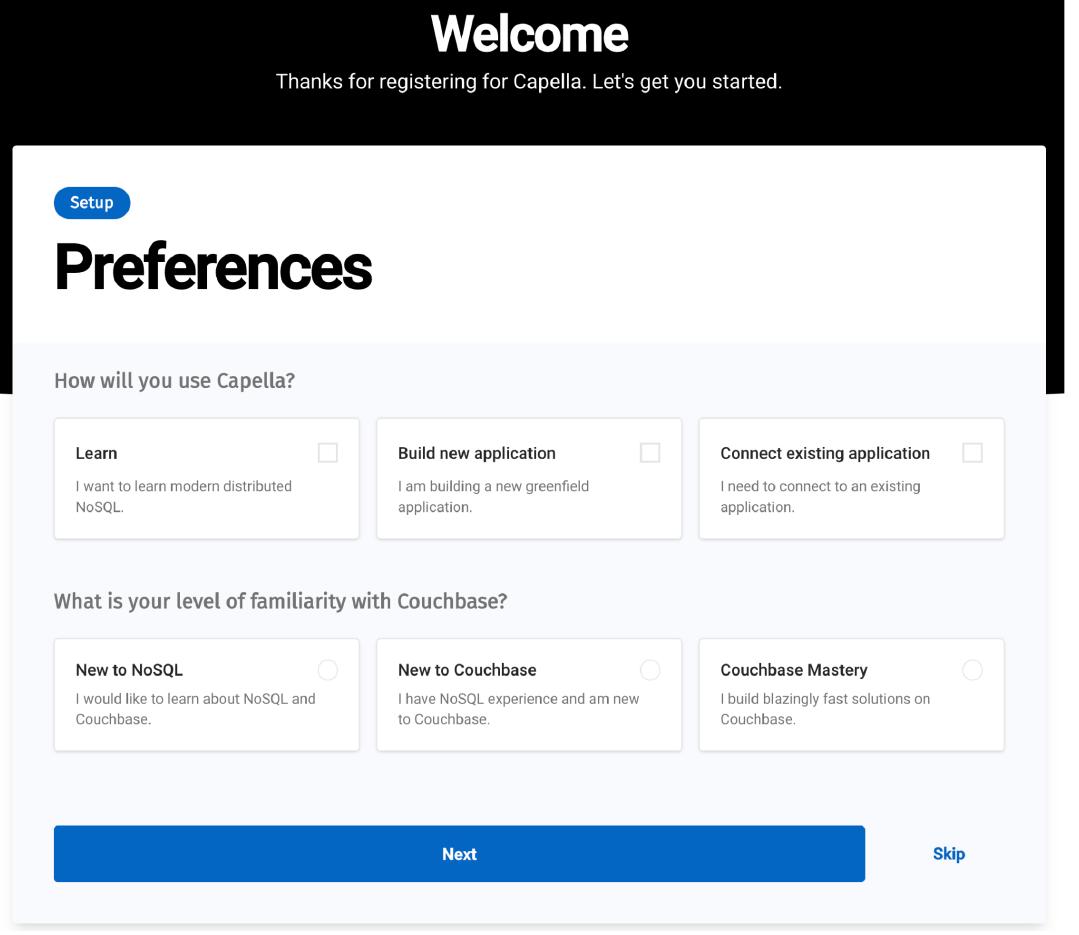 Welcome
Thanks for registering for Capella. Let's get you started.
Setup
Preferences
How will you use Capella?
Learn
I want to learn modern distributed
NoSQL.
Build new application
I am building a new greenfield
application.
Connect existing application
I need to connect to an existing
application.
What is your level of familiarity with Couchbase?
New to NoSQL
I would like to learn about NoSQL and
Couchbase.
New to Couchbase
I have NoSQL experience and am new
to Couchbase.
Couchbase Mastery
I build blazingly fast solutions on
Couchbase.
Next
Skip